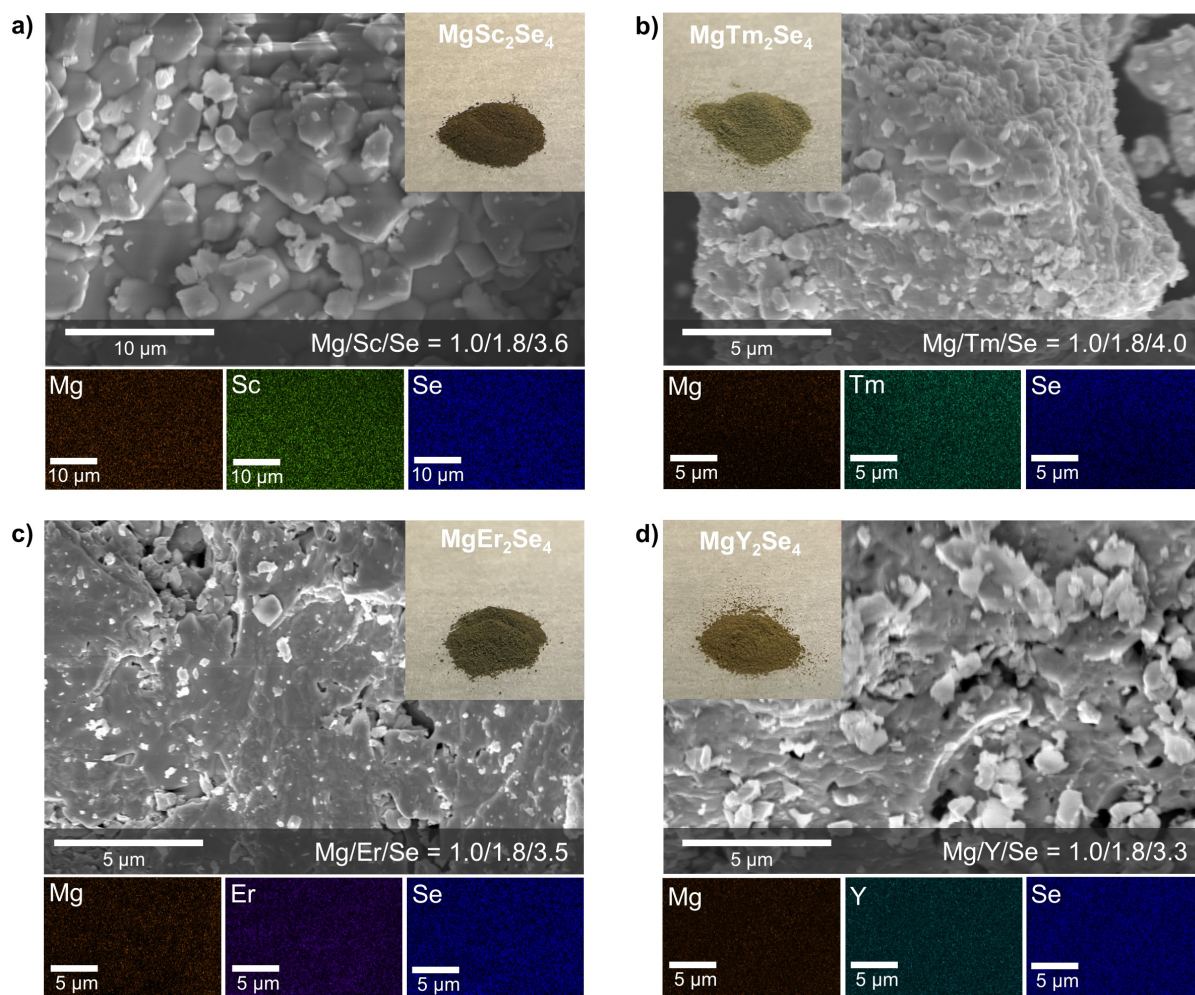 a)
MgSc₂Se₄
10 µm
Mg/Sc/Se = 1.0/1.8/3.6
Mg
10 µm
Sc
10 µm
Se
10 µm
b)
MgTm₂Se₄
5 µm
Mg/Tm/Se = 1.0/1.8/4.0
Mg
5 µm
Tm
5 µm
Se
5 µm
c)
MgEr₂Se₄
5 µm
Mg/Er/Se = 1.0/1.8/3.5
Mg
5 µm
Er
5 µm
Se
5 µm
d)
MgY₂Se₄
5 µm
Mg/Y/Se = 1.0/1.8/3.3
Mg
5 µm
Y
5 µm
Se
5 µm